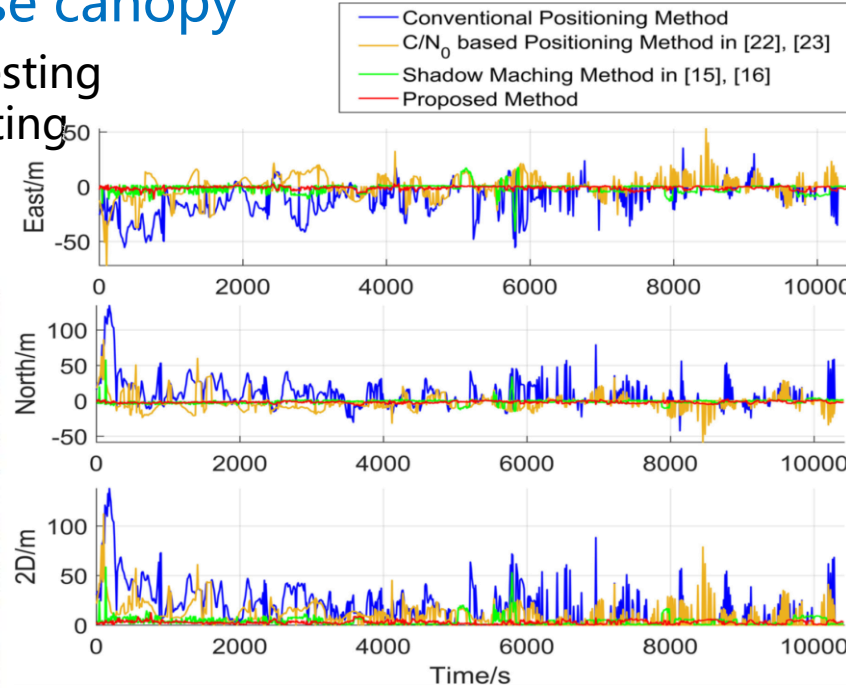 se canopy
esting
ting
Conventional Positioning Method
C/N0 based Positioning Method in [22], [23]
Shadow Maching Method in [15], [16]
Proposed Method
50
0
-50
East/m
0 2000 4000 6000 8000 10000
100
50
0
-50
North/m
0 2000 4000 6000 8000 10000
100
50
0
2D/m
0 2000 4000 6000 8000 10000
Time/s